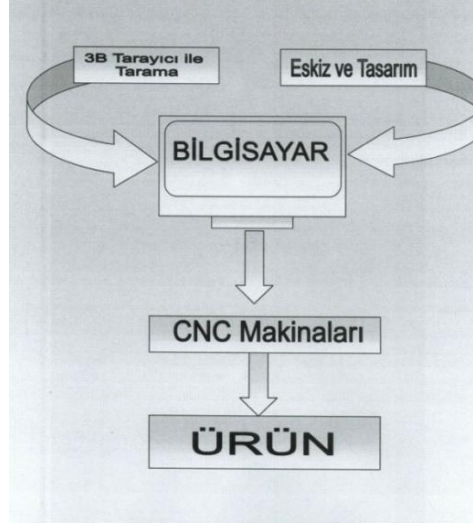 3B Tarayıcı ile
Tarama
Eskiz ve Tasarım
BİLGİSAYAR
CNC Makinaları
ÜRÜN